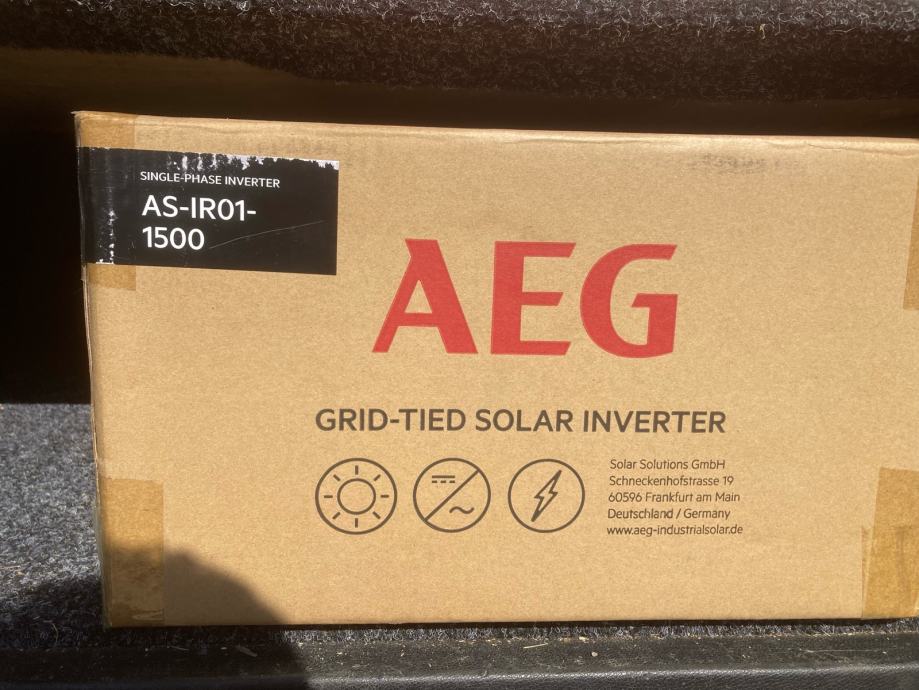 SINGLE-PHASE INVERTER
AS-IR01-
1500
AEG
GRID-TIED SOLAR INVERTER
Solar Solutions GmbH
Schneckenhofstrasse 19
60596 Frankfurt am Main
Deutschland / Germany
www.aeg-industrialsolar.de